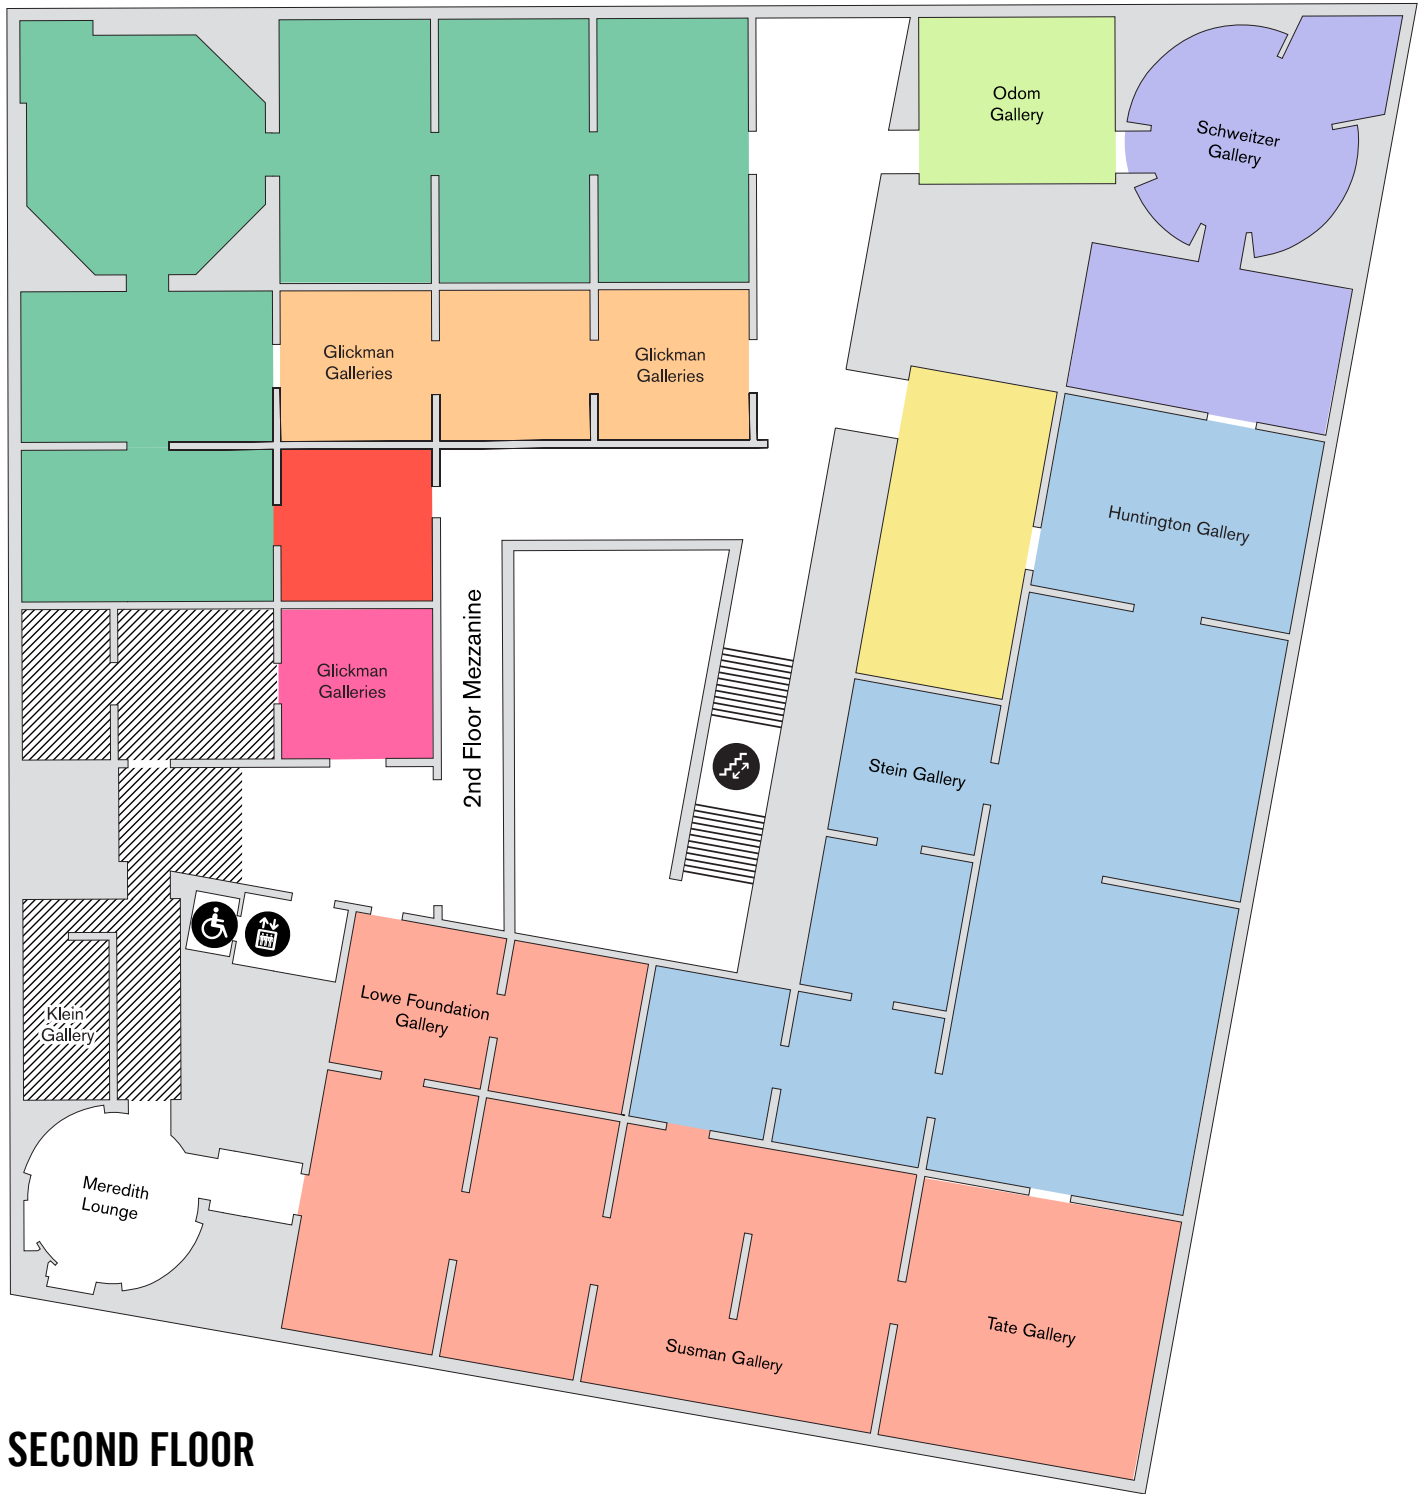 Odom
Gallery
Schweitzer
Gallery
Glickman
Galleries
Glickman
Galleries
Huntington Gallery
Glickman
Galleries
2nd Floor Mezzanine
Stein Gallery
Lowe Foundation
Gallery
Klein
Gallery
Meredith
Lounge
Susman Gallery
Tate Gallery
SECOND FLOOR